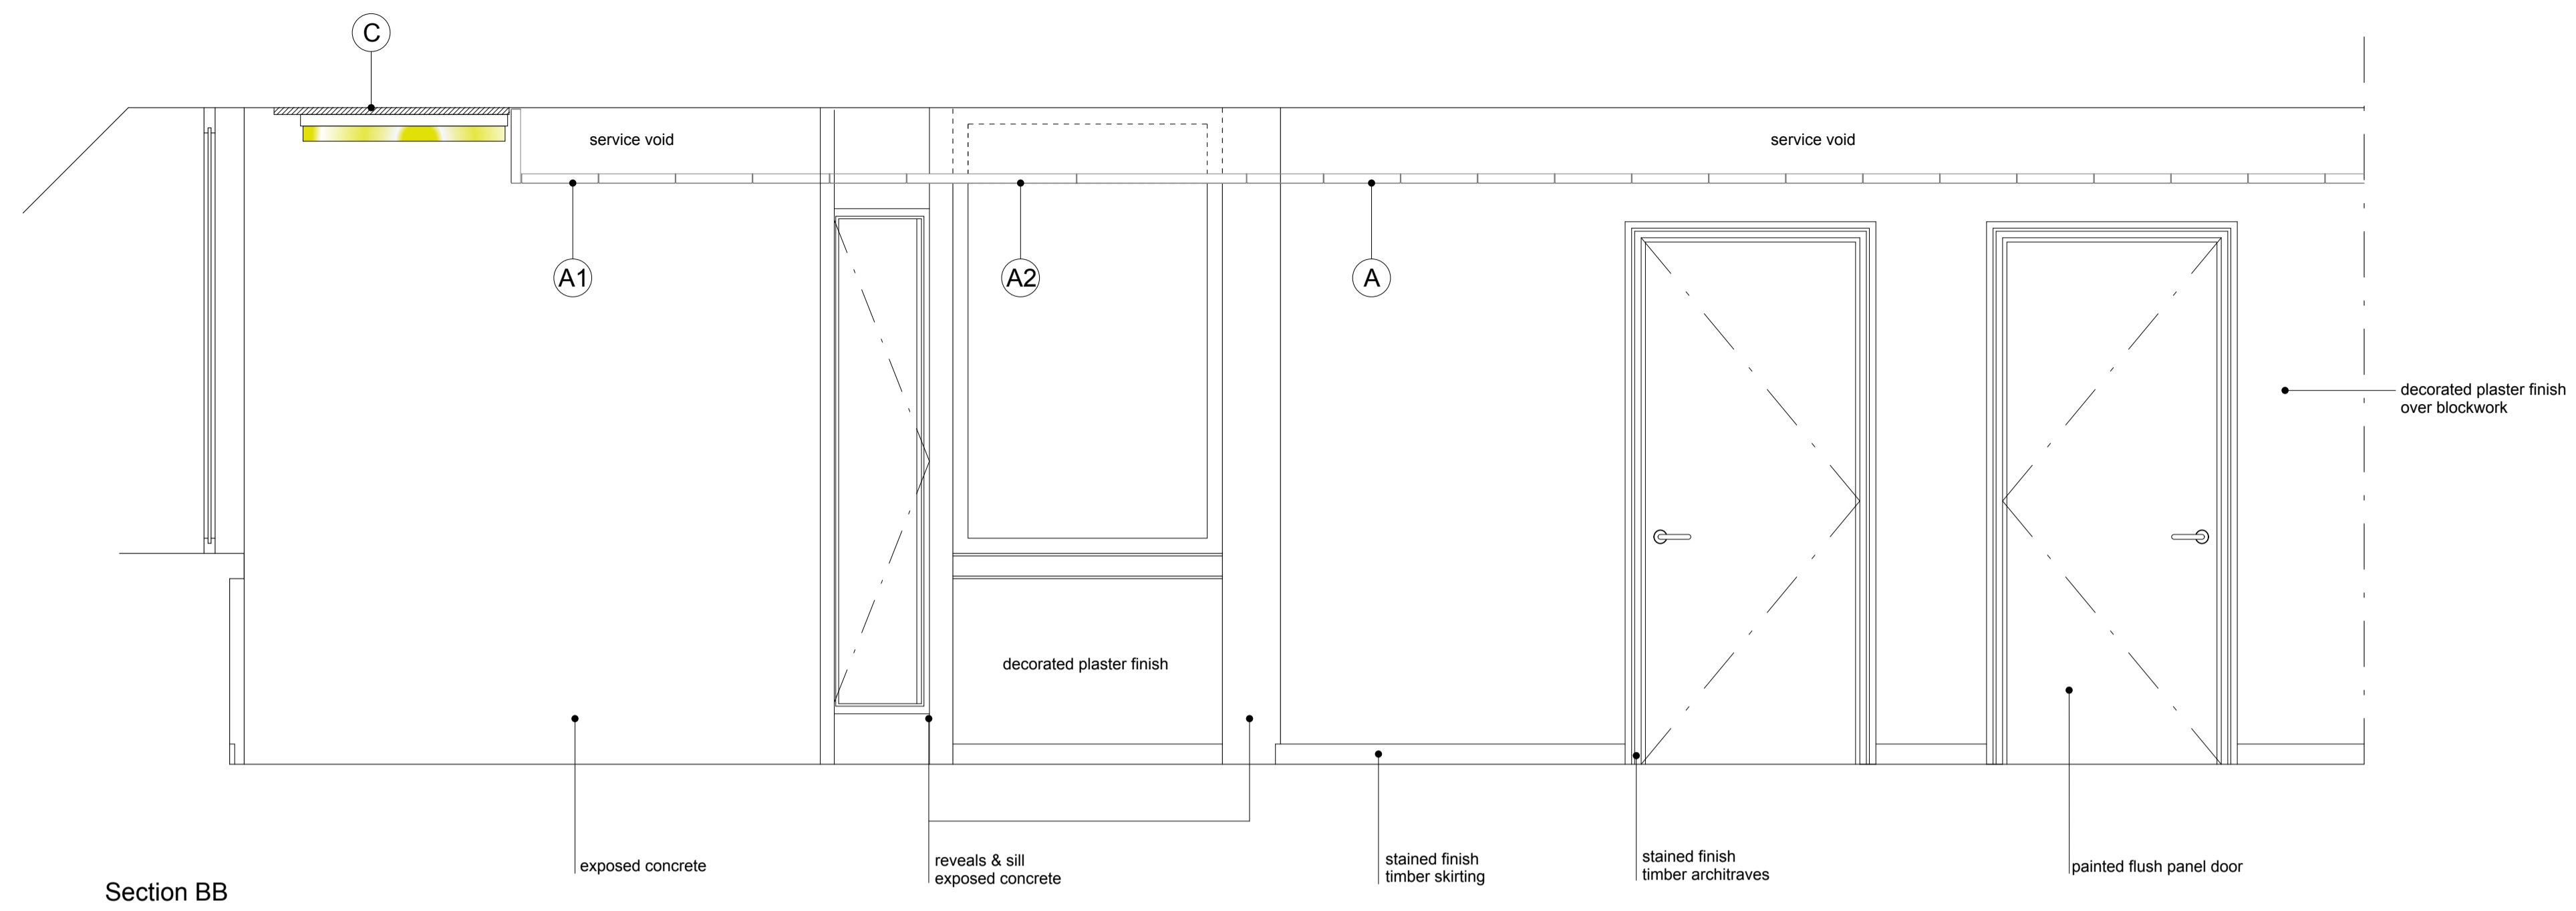 C
service void
service void
A1
A2
A
decorated plaster finish
over blockwork
decorated plaster finish
exposed concrete
reveals & sill
exposed concrete
stained finish
timber skirting
stained finish
timber architraves
painted flush panel door
Section BB